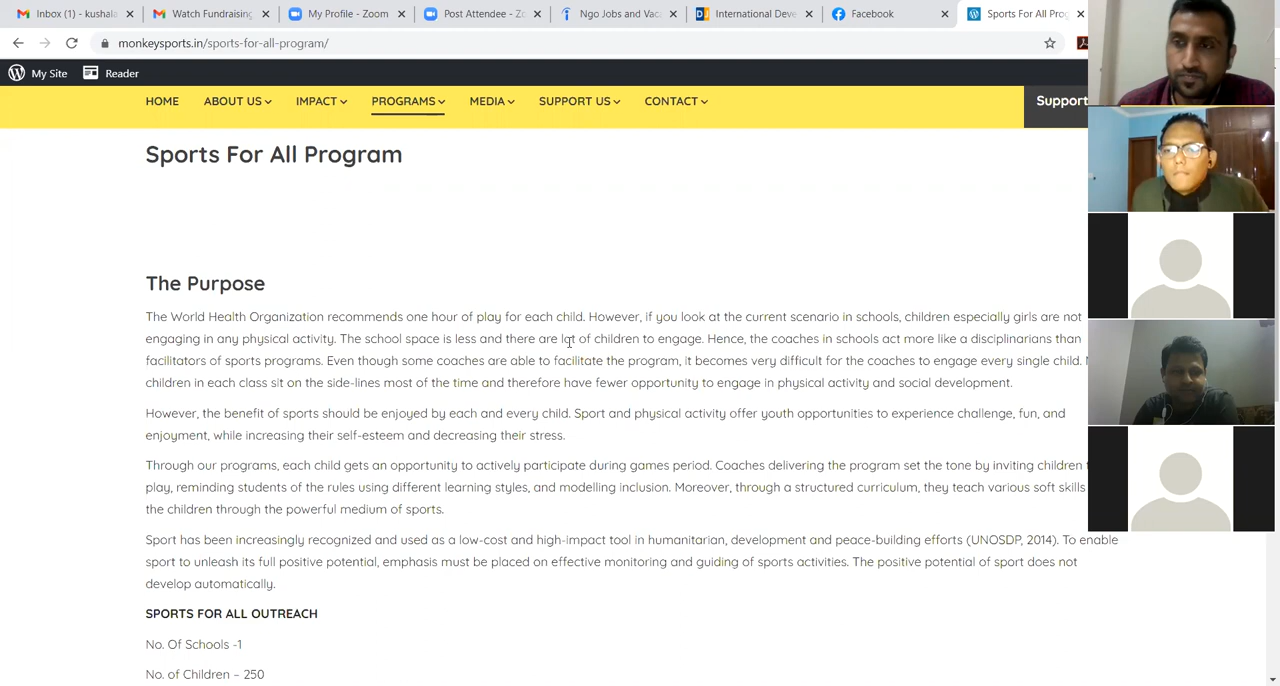 Inbox (1) - kushala
Watch Fundraising
My Profile - Zoom
Post Attendee - Zo
Ngo Jobs and Vaca
International Deve
Facebook
Sports For All Prog
monkeysports.in/sports-for-all-program/
My Site
Reader
HOME
ABOUT US
IMPACT
PROGRAMS
MEDIA
SUPPORT US
CONTACT
Support
Sports For All Program
The Purpose
The World Health Organization recommends one hour of play for each child. However, if you look at the current scenario in schools, children especially girls are not
engaging in any physical activity. The school space is less and there are lot of children to engage. Hence, the coaches in schools act more like a disciplinarians than
facilitators of sports programs. Even though some coaches are able to facilitate the program, it becomes very difficult for the coaches to engage every single child.
children in each class sit on the side-lines most of the time and therefore have fewer opportunity to engage in physical activity and social development.
However, the benefit of sports should be enjoyed by each and every child. Sport and physical activity offer youth opportunities to experience challenge, fun, and
enjoyment, while increasing their self-esteem and decreasing their stress.
Through our programs, each child gets an opportunity to actively participate during games period. Coaches delivering the program set the tone by inviting children
play, reminding students of the rules using different learning styles, and modelling inclusion. Moreover, through a structured curriculum, they teach various soft skills
the children through the powerful medium of sports.
Sport has been increasingly recognized and used as a low-cost and high-impact tool in humanitarian, development and peace-building efforts (UNOSDP, 2014). To enable
sport to unleash its full positive potential, emphasis must be placed on effective monitoring and guiding of sports activities. The positive potential of sport does not
develop automatically.
SPORTS FOR ALL OUTREACH
No. Of Schools -1
No. of Children – 250